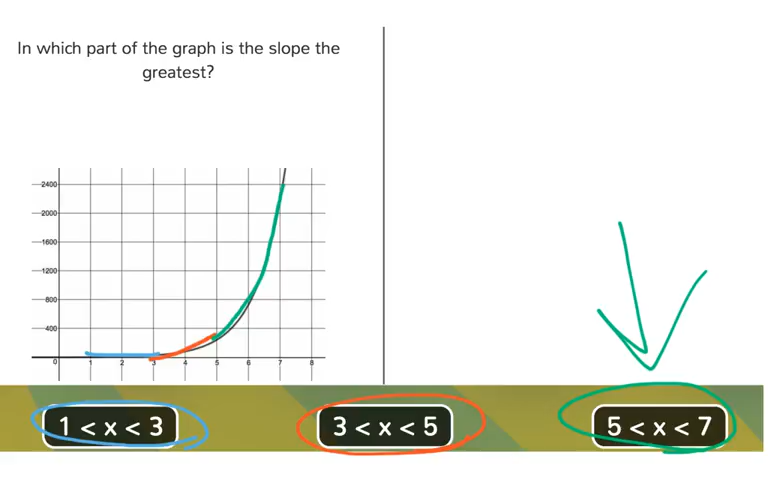 In which part of the graph is the slope the
greatest?
2400
2000
1600
1200
800
400
0 1 2 3 4 5 6 7 8
1 < x < 3
3 < x < 5
5 < x < 7